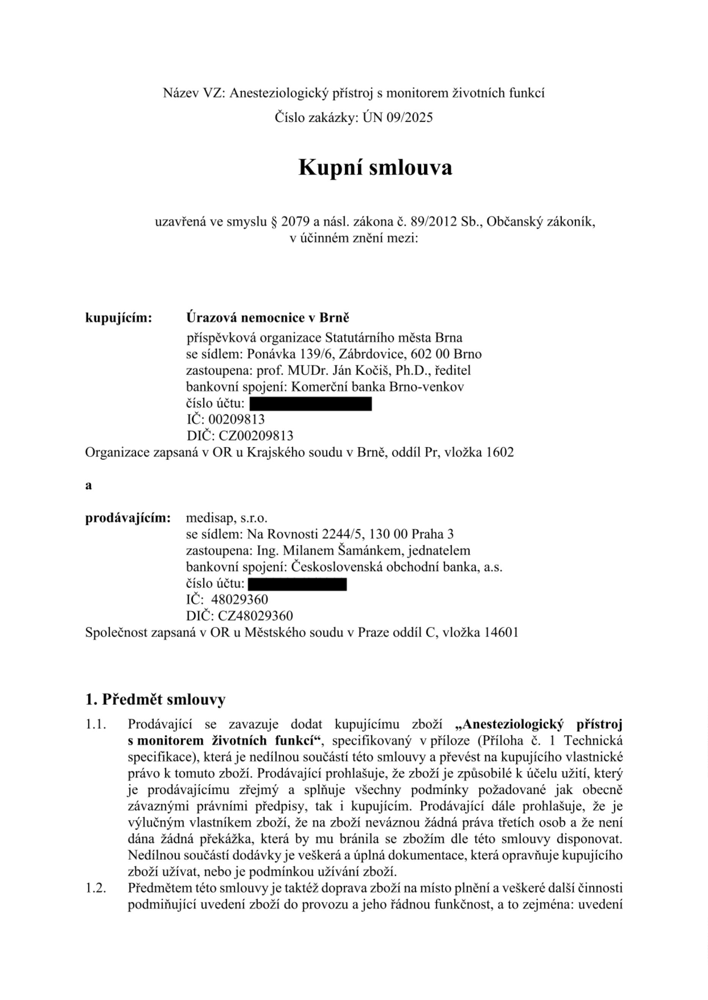 Název VZ: Anesteziologický přístroj s monitorem životních funkcí
Číslo zakázky: ÚN 09/2025
Kupní smlouva
uzavřená ve smyslu § 2079 a násl. zákona č. 89/2012 Sb., Občanský zákoník,
v účinném znění mezi:
kupujícím: Úrazová nemocnice v Brně
příspěvková organizace Statutárního města Brna
se sídlem: Ponávka 139/6, Zábrdovice, 602 00 Brno
zastoupena: prof. MUDr. Ján Kočiš, Ph.D., ředitel
bankovní spojení: Komerční banka Brno-venkov
číslo účtu:
IČ: 00209813
DIČ: CZ00209813
Organizace zapsaná v OR u Krajského soudu v Brně, oddíl Pr, vložka 1602
a
prodávajícím: medisap, s.r.o.
se sídlem: Na Rovnosti 2244/5, 130 00 Praha 3
zastoupena: Ing. Milanem Šamánkem, jednatelem
bankovní spojení: Československá obchodní banka, a.s.
číslo účtu:
IČ: 48029360
DIČ: CZ48029360
Společnost zapsaná v OR u Městského soudu v Praze oddíl C, vložka 14601
1. Předmět smlouvy
1.1. Prodávající se zavazuje dodat kupujícímu zboží „Anesteziologický přístroj
s monitorem životních funkcí“, specifikovaný v příloze (Příloha č. 1 Technická
specifikace), která je nedílnou součástí této smlouvy a převést na kupujícího vlastnické
právo k tomuto zboží. Prodávající prohlašuje, že zboží je způsobilé k účelu užití, který
je prodávajícímu zřejmý a splňuje všechny podmínky požadované jak obecně
závaznými právními předpisy, tak i kupujícím. Prodávající dále prohlašuje, že je
výlučným vlastníkem zboží, že na zboží neváznou žádná práva třetích osob a že není
dána žádná překážka, která by mu bránila se zbožím dle této smlouvy disponovat.
Nedílnou součástí dodávky je veškerá a úplná dokumentace, která opravňuje kupujícího
zboží užívat, nebo je podmínkou užívání zboží.
1.2. Předmětem této smlouvy je taktéž doprava zboží na místo plnění a veškeré další činnosti
podmiňující uvedení zboží do provozu a jeho řádnou funkčnost, a to zejména: uvedení